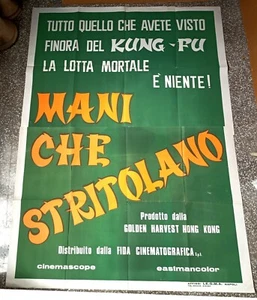 TUTTO QUELLO CHE AVETE VISTO
FINORA DEL KUNG-FU
LA LOTTA MORTALE
È NIENTE!
MANI
CHE
STRITOLANO
Prodotto dalla
GOLDEN HARVEST HONG KONG
Distribuito dalla FIDA CINEMATOGRAFICA S.p.A.
cinemascope eastmancolor